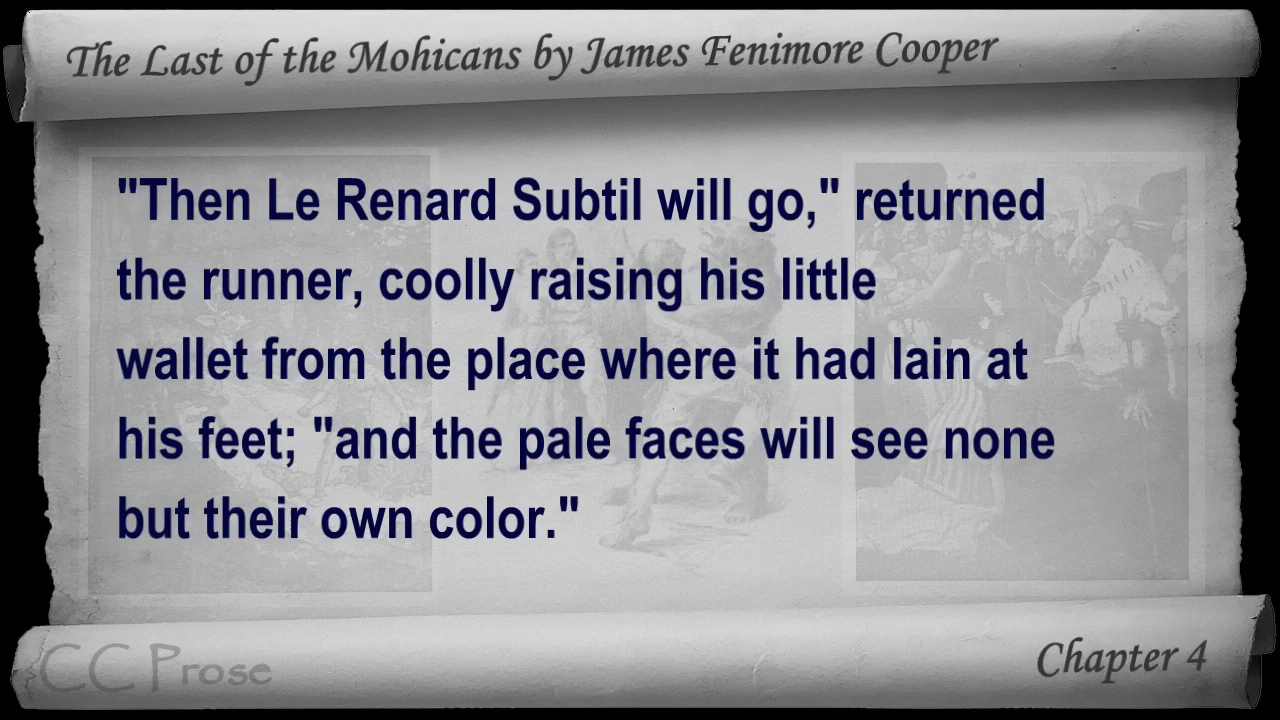 The Last of the Mohicans by James Fenimore Cooper
"Then Le Renard Subtil will go," returned
the runner, coolly raising his little
wallet from the place where it had lain at
his feet; "and the pale faces will see none
but their own color."
CC Prose
Chapter 4